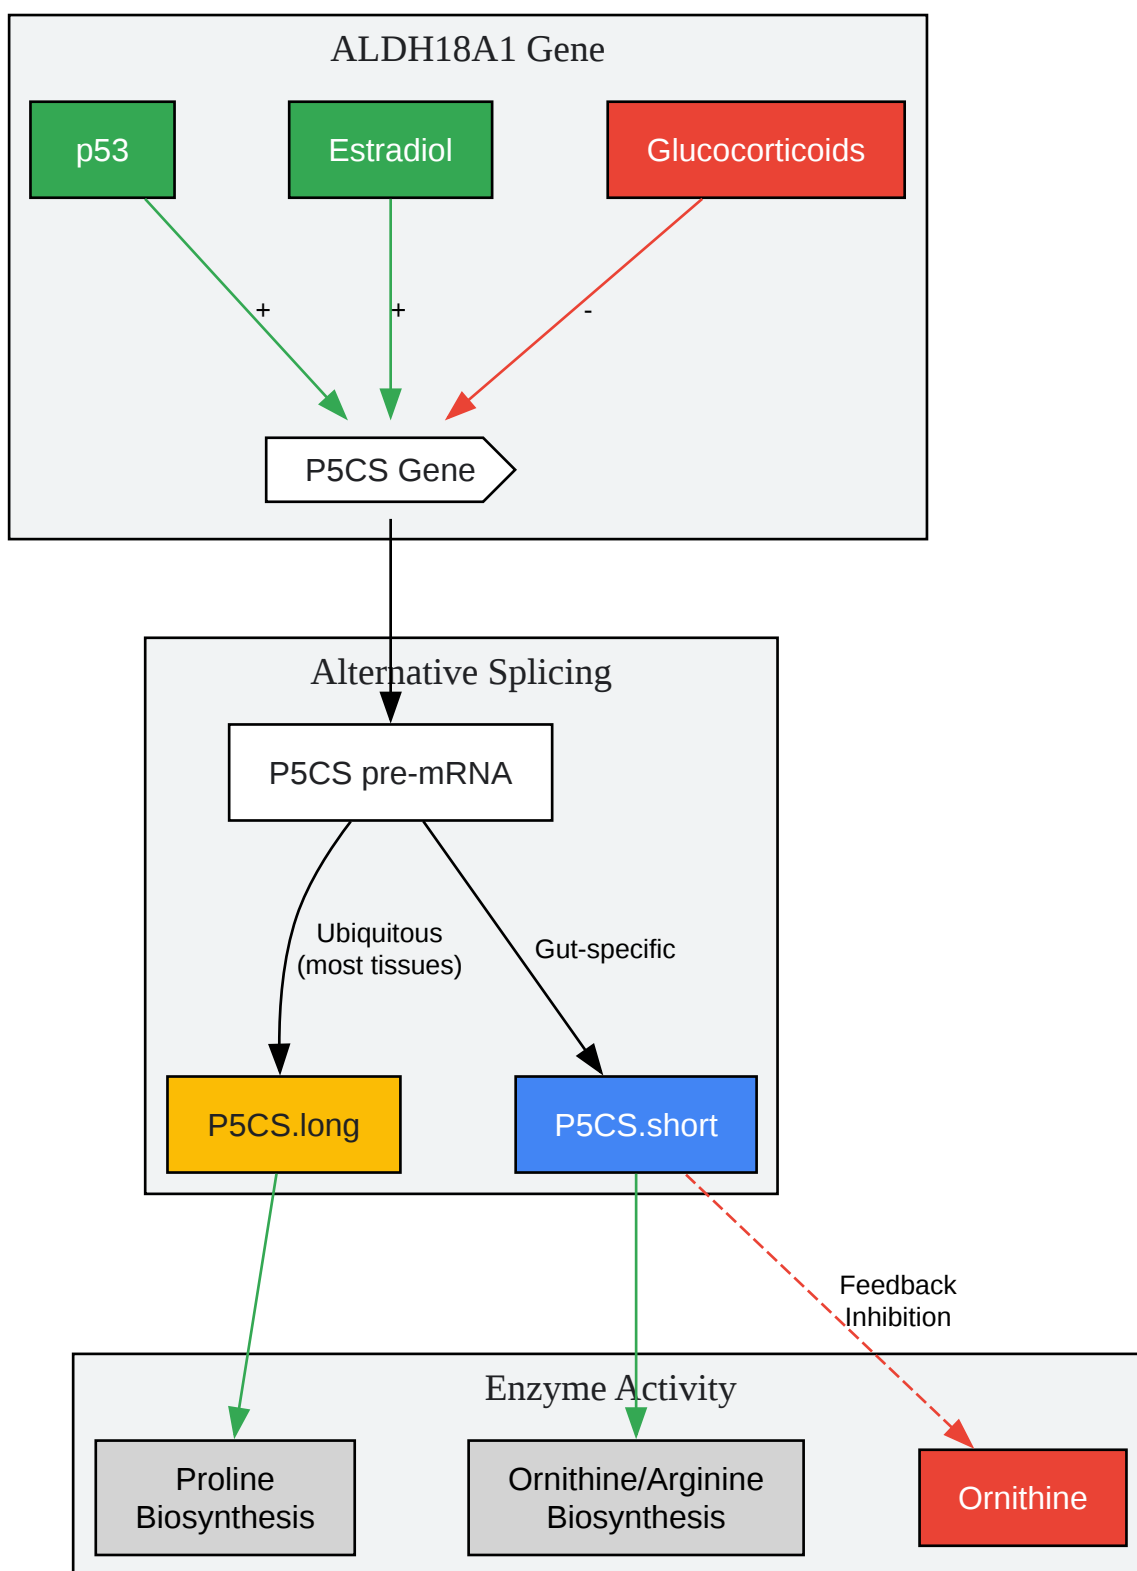 ALDH18A1 Gene
p53
Estradiol
Glucocorticoids
+
+
-
P5CS Gene
Alternative Splicing
P5CS pre-mRNA
Ubiquitous
(most tissues)
Gut-specific
P5CS.long
P5CS.short
Feedback
Inhibition
Enzyme Activity
Proline
Biosynthesis
Ornithine/Arginine
Biosynthesis
Ornithine